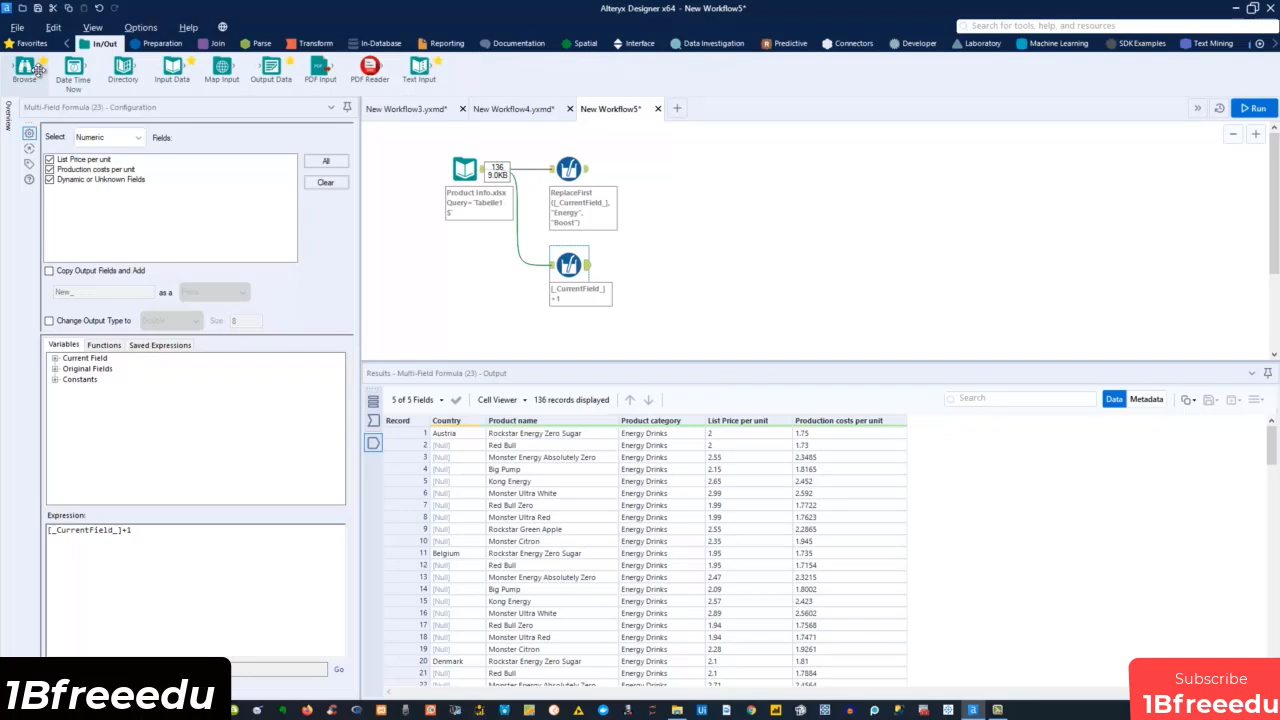 Alteryx Designer x64 - New Workflow5*
File Edit View Options Help
Search for tools, help, and resources
Favorites In/Out Preparation Join Parse Transform In-Database Reporting Documentation Spatial Interface Data Investigation Predictive Connectors Developer Laboratory Machine Learning SDK Examples Text Mining
Browse Date Time Now Directory Input Data Map Input Output Data PDF Input PDF Reader Text Input
Overview
Multi-Field Formula (23) - Configuration
New Workflow3.yxmd* New Workflow4.yxmd* New Workflow5*
Run
Select Numeric Fields:
List Price per unit
Production costs per unit
Dynamic or Unknown Fields
All
Clear
Copy Output Fields and Add
New_ as a Prefix
Change Output Type to Double Size 8
Variables Functions Saved Expressions
Current Field
Original Fields
Constants
Expression:
[_CurrentField_]+1
Go
136
9.0KB
Product Info.xlsx
Query=`Tabelle1
$`
ReplaceFirst
([_CurrentField_],
"Energy",
"Boost")
[_CurrentField_]
+1
Results - Multi-Field Formula (23) - Output
5 of 5 Fields Cell Viewer 136 records displayed Search Data Metadata
Record Country Product name Product category List Price per unit Production costs per unit
1 Austria Rockstar Energy Zero Sugar Energy Drinks 2 1.75
2 [Null] Red Bull Energy Drinks 2 1.73
3 [Null] Monster Energy Absolutely Zero Energy Drinks 2.55 2.3485
4 [Null] Big Pump Energy Drinks 2.15 1.8165
5 [Null] Kong Energy Energy Drinks 2.65 2.452
6 [Null] Monster Ultra White Energy Drinks 2.99 2.592
7 [Null] Red Bull Zero Energy Drinks 1.99 1.7722
8 [Null] Monster Ultra Red Energy Drinks 1.99 1.7623
9 [Null] Rockstar Green Apple Energy Drinks 2.55 2.2865
10 [Null] Monster Citron Energy Drinks 2.35 1.945
11 Belgium Rockstar Energy Zero Sugar Energy Drinks 1.95 1.735
12 [Null] Red Bull Energy Drinks 1.95 1.7154
13 [Null] Monster Energy Absolutely Zero Energy Drinks 2.47 2.3215
14 [Null] Big Pump Energy Drinks 2.09 1.8002
15 [Null] Kong Energy Energy Drinks 2.57 2.423
16 [Null] Monster Ultra White Energy Drinks 2.89 2.5602
17 [Null] Red Bull Zero Energy Drinks 1.94 1.7568
18 [Null] Monster Ultra Red Energy Drinks 1.94 1.7471
19 [Null] Monster Citron Energy Drinks 2.28 1.9261
20 Denmark Rockstar Energy Zero Sugar Energy Drinks 2.1 1.81
21 [Null] Red Bull Energy Drinks 2.1 1.7884
22 [Null] Monster Energy Absolutely Zero Energy Drinks 2.71 2.4564
1Bfreeedu
Subscribe
1Bfreeedu